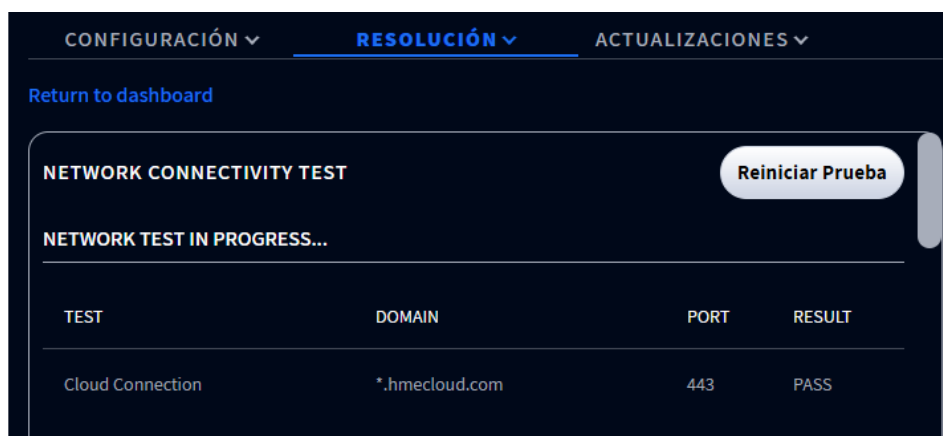 CONFIGURACIÓN RESOLUCIÓN ACTUALIZACIONES
Return to dashboard
NETWORK CONNECTIVITY TEST Reiniciar Prueba
NETWORK TEST IN PROGRESS...
TEST DOMAIN PORT RESULT
Cloud Connection *.hmecloud.com 443 PASS